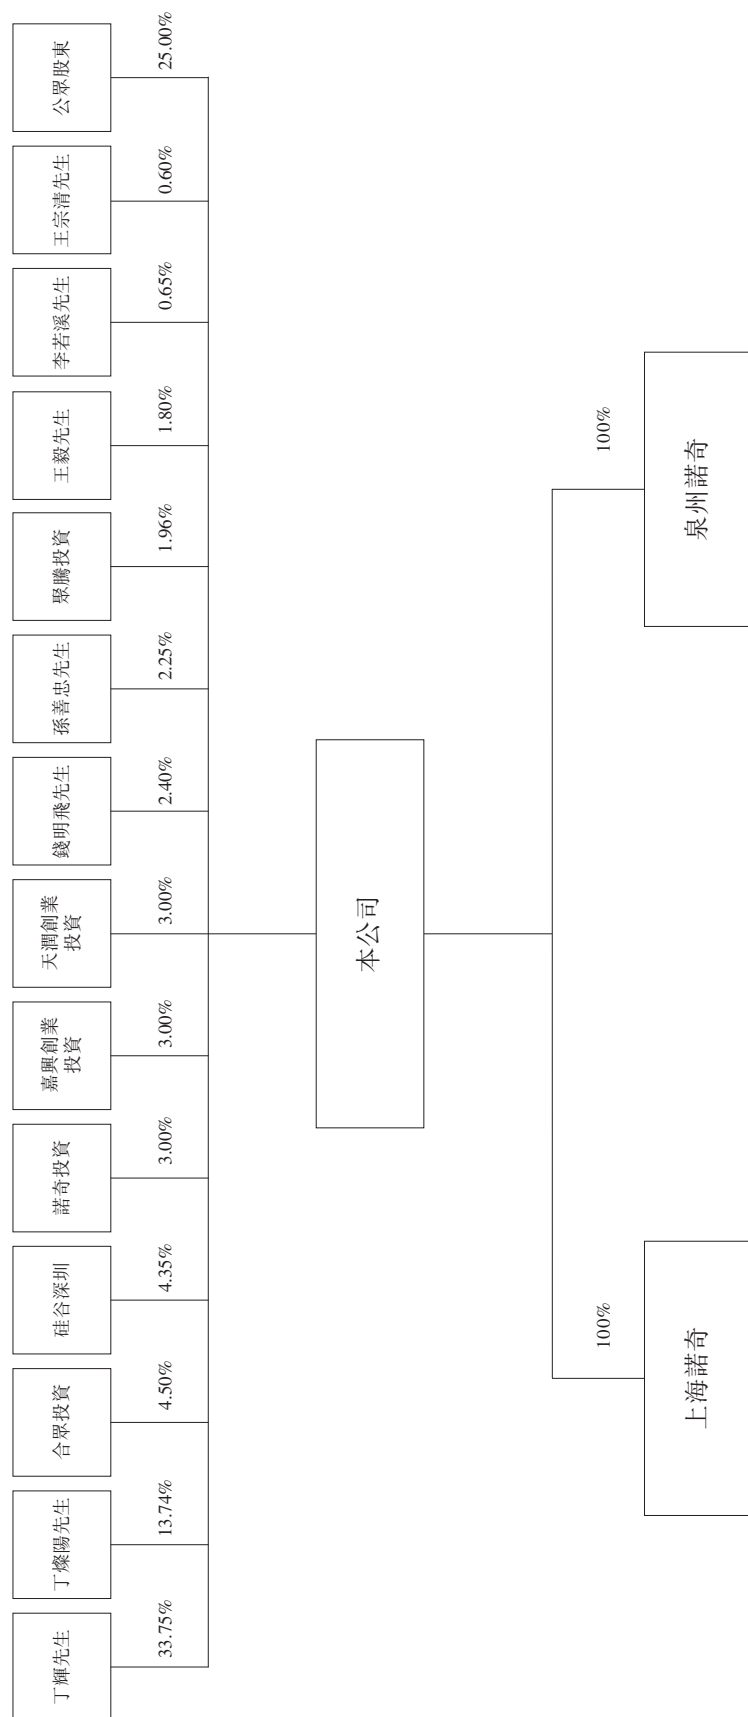 丁輝先生
33.75%
丁燦陽先生
13.74%
合眾投資
4.50%
硅谷深圳
4.35%
諾奇投資
3.00%
嘉興創業
投資
3.00%
天潤創業
投資
3.00%
錢明飛先生
2.40%
孫善忠先生
2.25%
聚騰投資
1.96%
王毅先生
1.80%
李若溪先生
0.65%
王宗清先生
0.60%
公眾股東
25.00%
本公司
100%
上海諾奇
100%
泉州諾奇